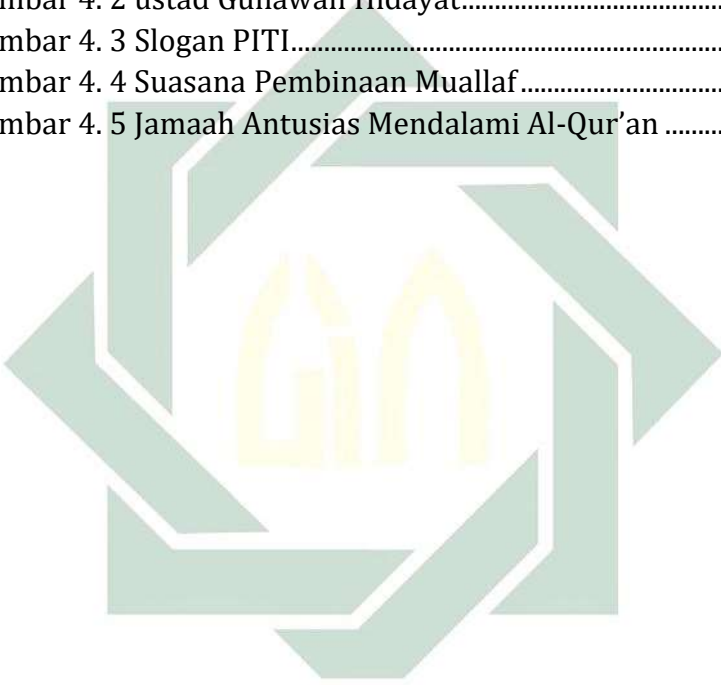 mbar 4. 2 ustad Gunawan Hidayat
mbar 4. 3 Slogan PITI
mbar 4. 4 Suasana Pembinaan Muallaf
mbar 4. 5 Jamaah Antusias Mendalami Al-Qur’an